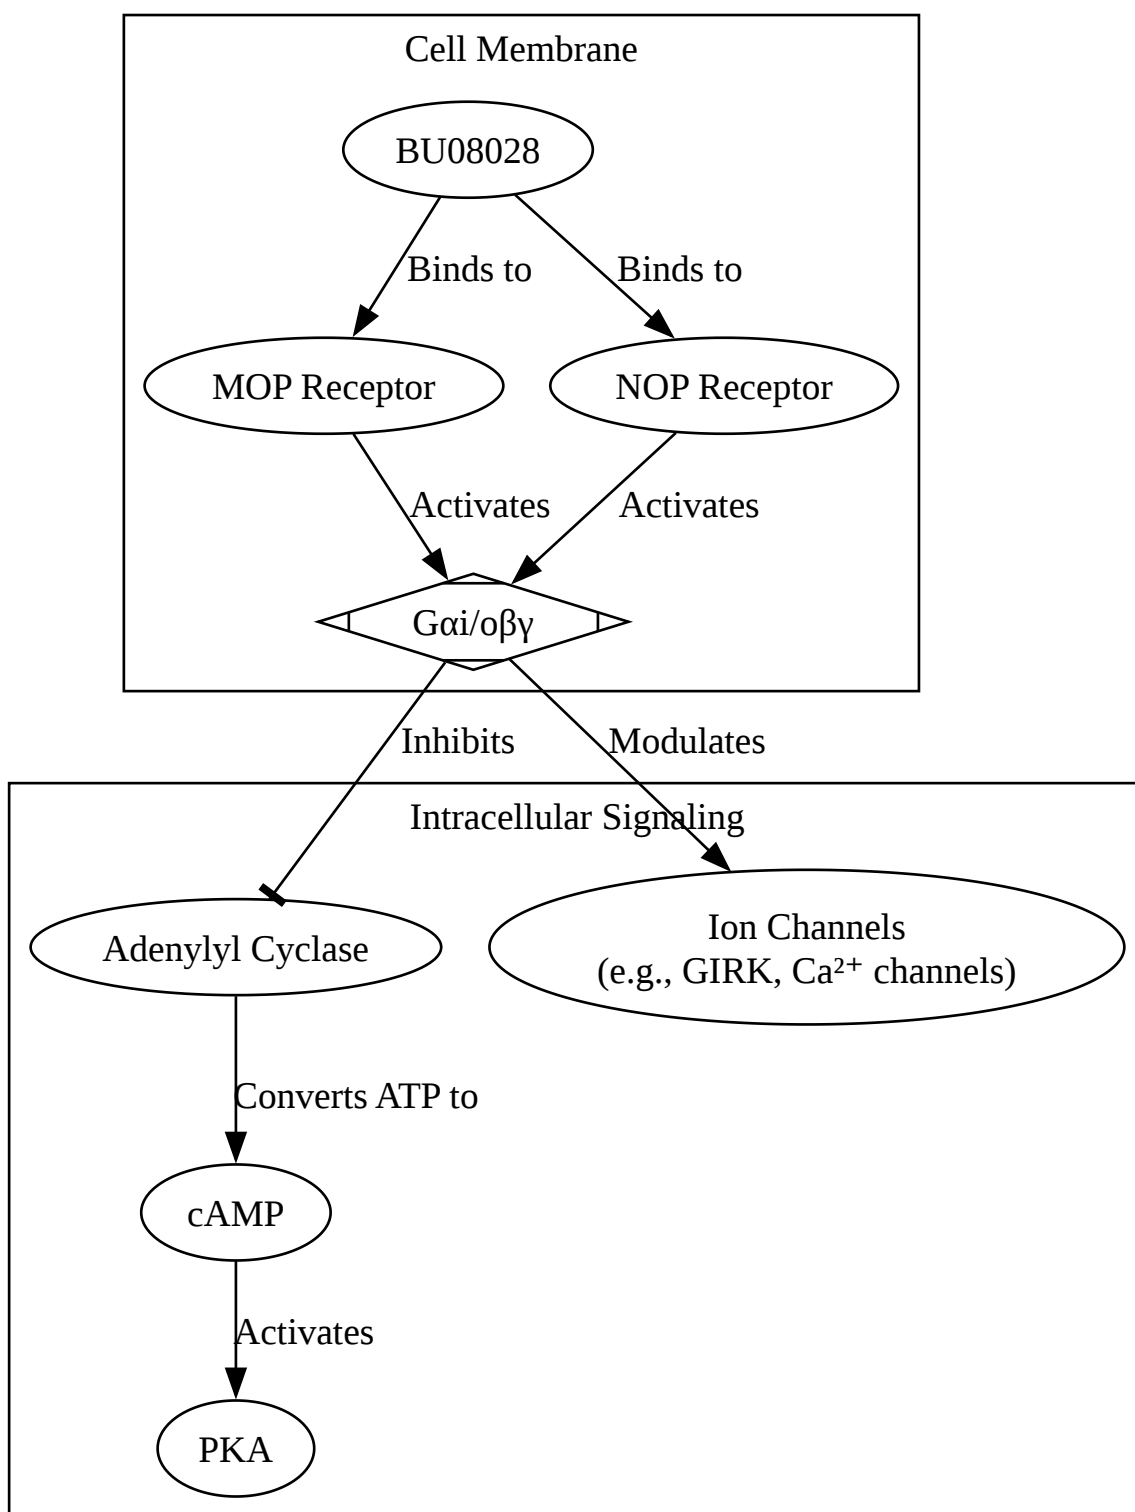 Cell Membrane
BU08028
Binds to
Binds to
MOP Receptor
NOP Receptor
Activates
Activates
Gαi/oβγ
Inhibits
Modulates
Intracellular Signaling
Adenylyl Cyclase
Ion Channels
(e.g., GIRK, Ca²⁺ channels)
Converts ATP to
cAMP
Activates
PKA